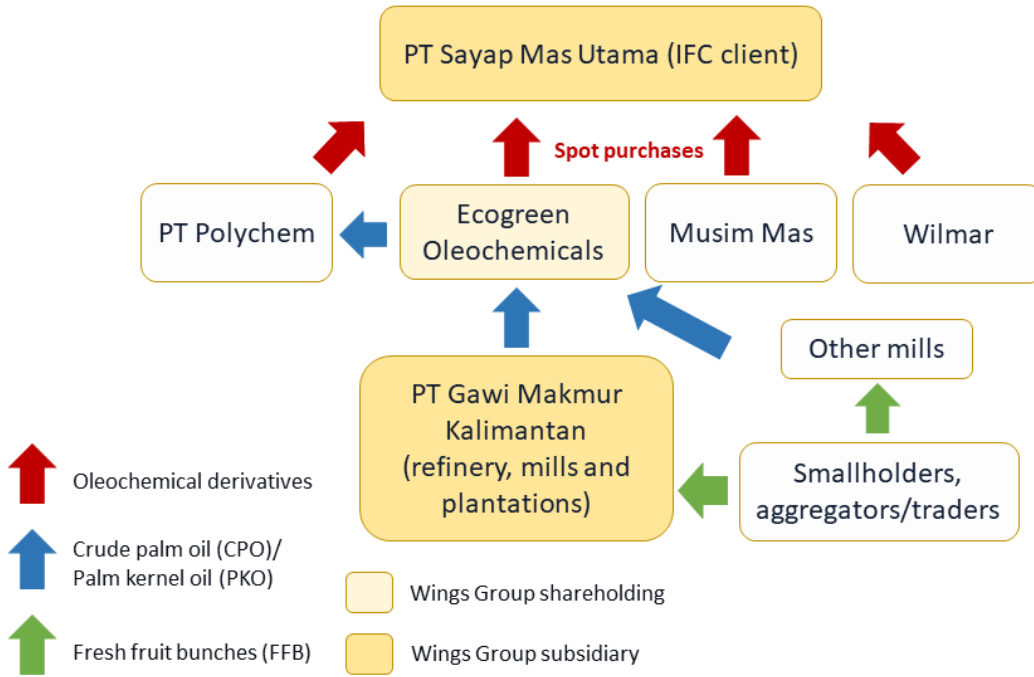 PT Sayap Mas Utama (IFC client)
Spot purchases
PT Polychem
Ecogreen
Oleochemicals
Musim Mas
Wilmar
Other mills
PT Gawi Makmur
Kalimantan
(refinery, mills and
plantations)
Smallholders,
aggregators/traders
Oleochemical derivatives
Crude palm oil (CPO)/
Palm kernel oil (PKO)
Fresh fruit bunches (FFB)
Wings Group shareholding
Wings Group subsidiary